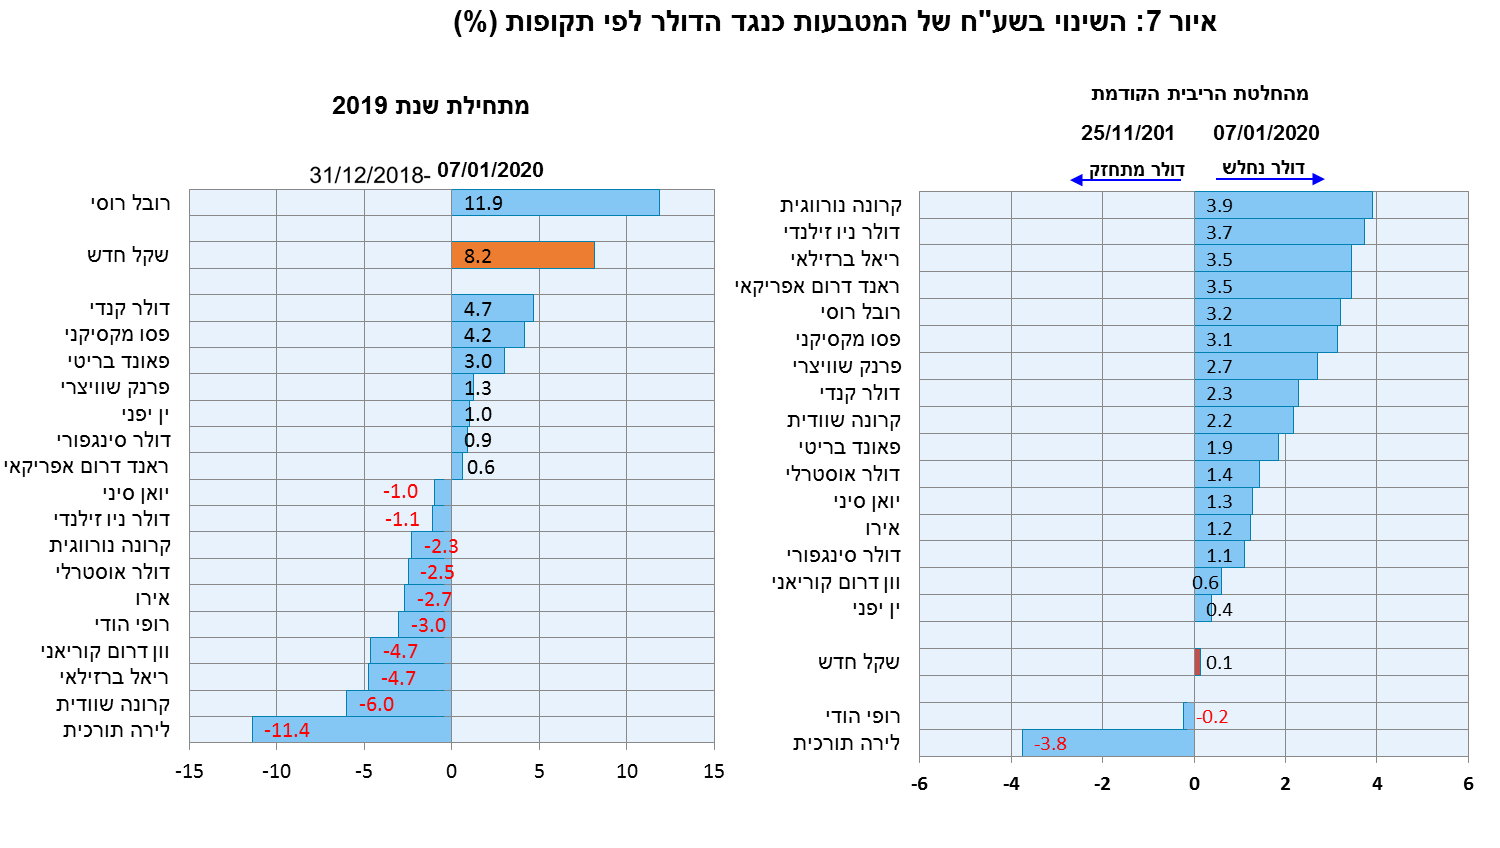 איור 7: השינוי בשע"ח של המטבעות כנגד הדולר לפי תקופות (%)
מהחלטת הריבית הקודמת
25/11/201 07/01/2020
דולר מתחזק דולר נחלש
קרונה נורווגית 3.9
דולר ניו זילנדי 3.7
ריאל ברזילאי 3.5
ראנד דרום אפריקאי 3.5
רובל רוסי 3.2
פסו מקסיקני 3.1
פרנק שוויצרי 2.7
דולר קנדי 2.3
קרונה שוודית 2.2
פאונד בריטי 1.9
דולר אוסטרלי 1.4
יואן סיני 1.3
אירו 1.2
דולר סינגפורי 1.1
וון דרום קוריאני 0.6
ין יפני 0.4
שקל חדש 0.1
רופי הודי -0.2
לירה תורכית -3.8
-6 -4 -2 0 2 4 6
מתחילת שנת 2019
31/12/2018- 07/01/2020
רובל רוסי 11.9
שקל חדש 8.2
דולר קנדי 4.7
פסו מקסיקני 4.2
פאונד בריטי 3.0
פרנק שוויצרי 1.3
ין יפני 1.0
דולר סינגפורי 0.9
ראנד דרום אפריקאי 0.6
יואן סיני -1.0
דולר ניו זילנדי -1.1
קרונה נורווגית -2.3
דולר אוסטרלי -2.5
אירו -2.7
רופי הודי -3.0
וון דרום קוריאני -4.7
ריאל ברזילאי -4.7
קרונה שוודית -6.0
לירה תורכית -11.4
-15 -10 -5 0 5 10 15